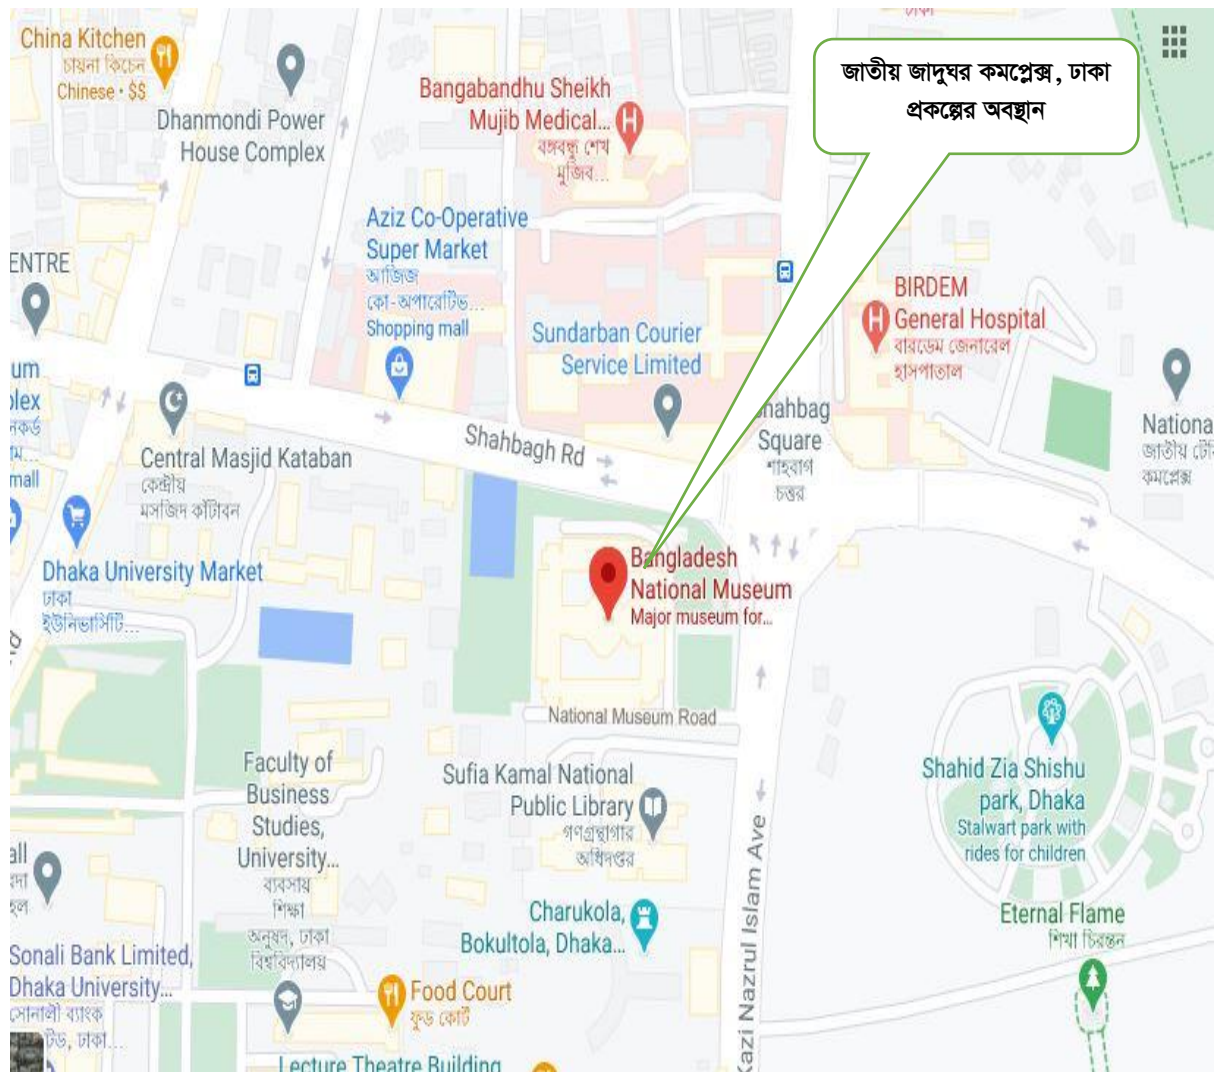 China Kitchen
চায়না কিচেন
Chinese • $$
Dhanmondi Power
House Complex
Bangabandhu Sheikh
Mujib Medical...
বঙ্গবন্ধু শেখ
মুজিব...
জাতীয় জাদুঘর কমপ্লেক্স, ঢাকা
প্রকল্পের অবস্থান
Aziz Co-Operative
Super Market
আজিজ
কো-অপারেটিভ...
Shopping mall
ENTRE
Sundarban Courier
Service Limited
BIRDEM
General Hospital
বারডেম জেনারেল
হাসপাতাল
um
plex
mall
Central Masjid Kataban
কেন্দ্রীয়
মসজিদ কাঁটাবন
Shahbagh Rd
Shahbag
Square
শাহবাগ
চত্বর
Nationa
জাতীয় টেনি
কমপ্লেক্স
Dhaka University Market
ঢাকা
ইউনিভার্সিটি...
Bangladesh
National Museum
Major museum for...
National Museum Road
Faculty of
Business
Studies,
University...
ব্যবসায়
শিক্ষা
অনুষদ, ঢাকা
বিশ্ববিদ্যালয়
Sufia Kamal National
Public Library
গণগ্রন্থাগার
অধিদপ্তর
Shahid Zia Shishu
park, Dhaka
Stalwart park with
rides for children
Kazi Nazrul Islam Ave
all
হল
Charukola,
Bokultola, Dhaka...
Eternal Flame
শিখা চিরন্তন
Sonali Bank Limited,
Dhaka University...
সোনালী ব্যাংক
টেড, ঢাকা...
Food Court
ফুড কোর্ট
Lecture Theatre Building